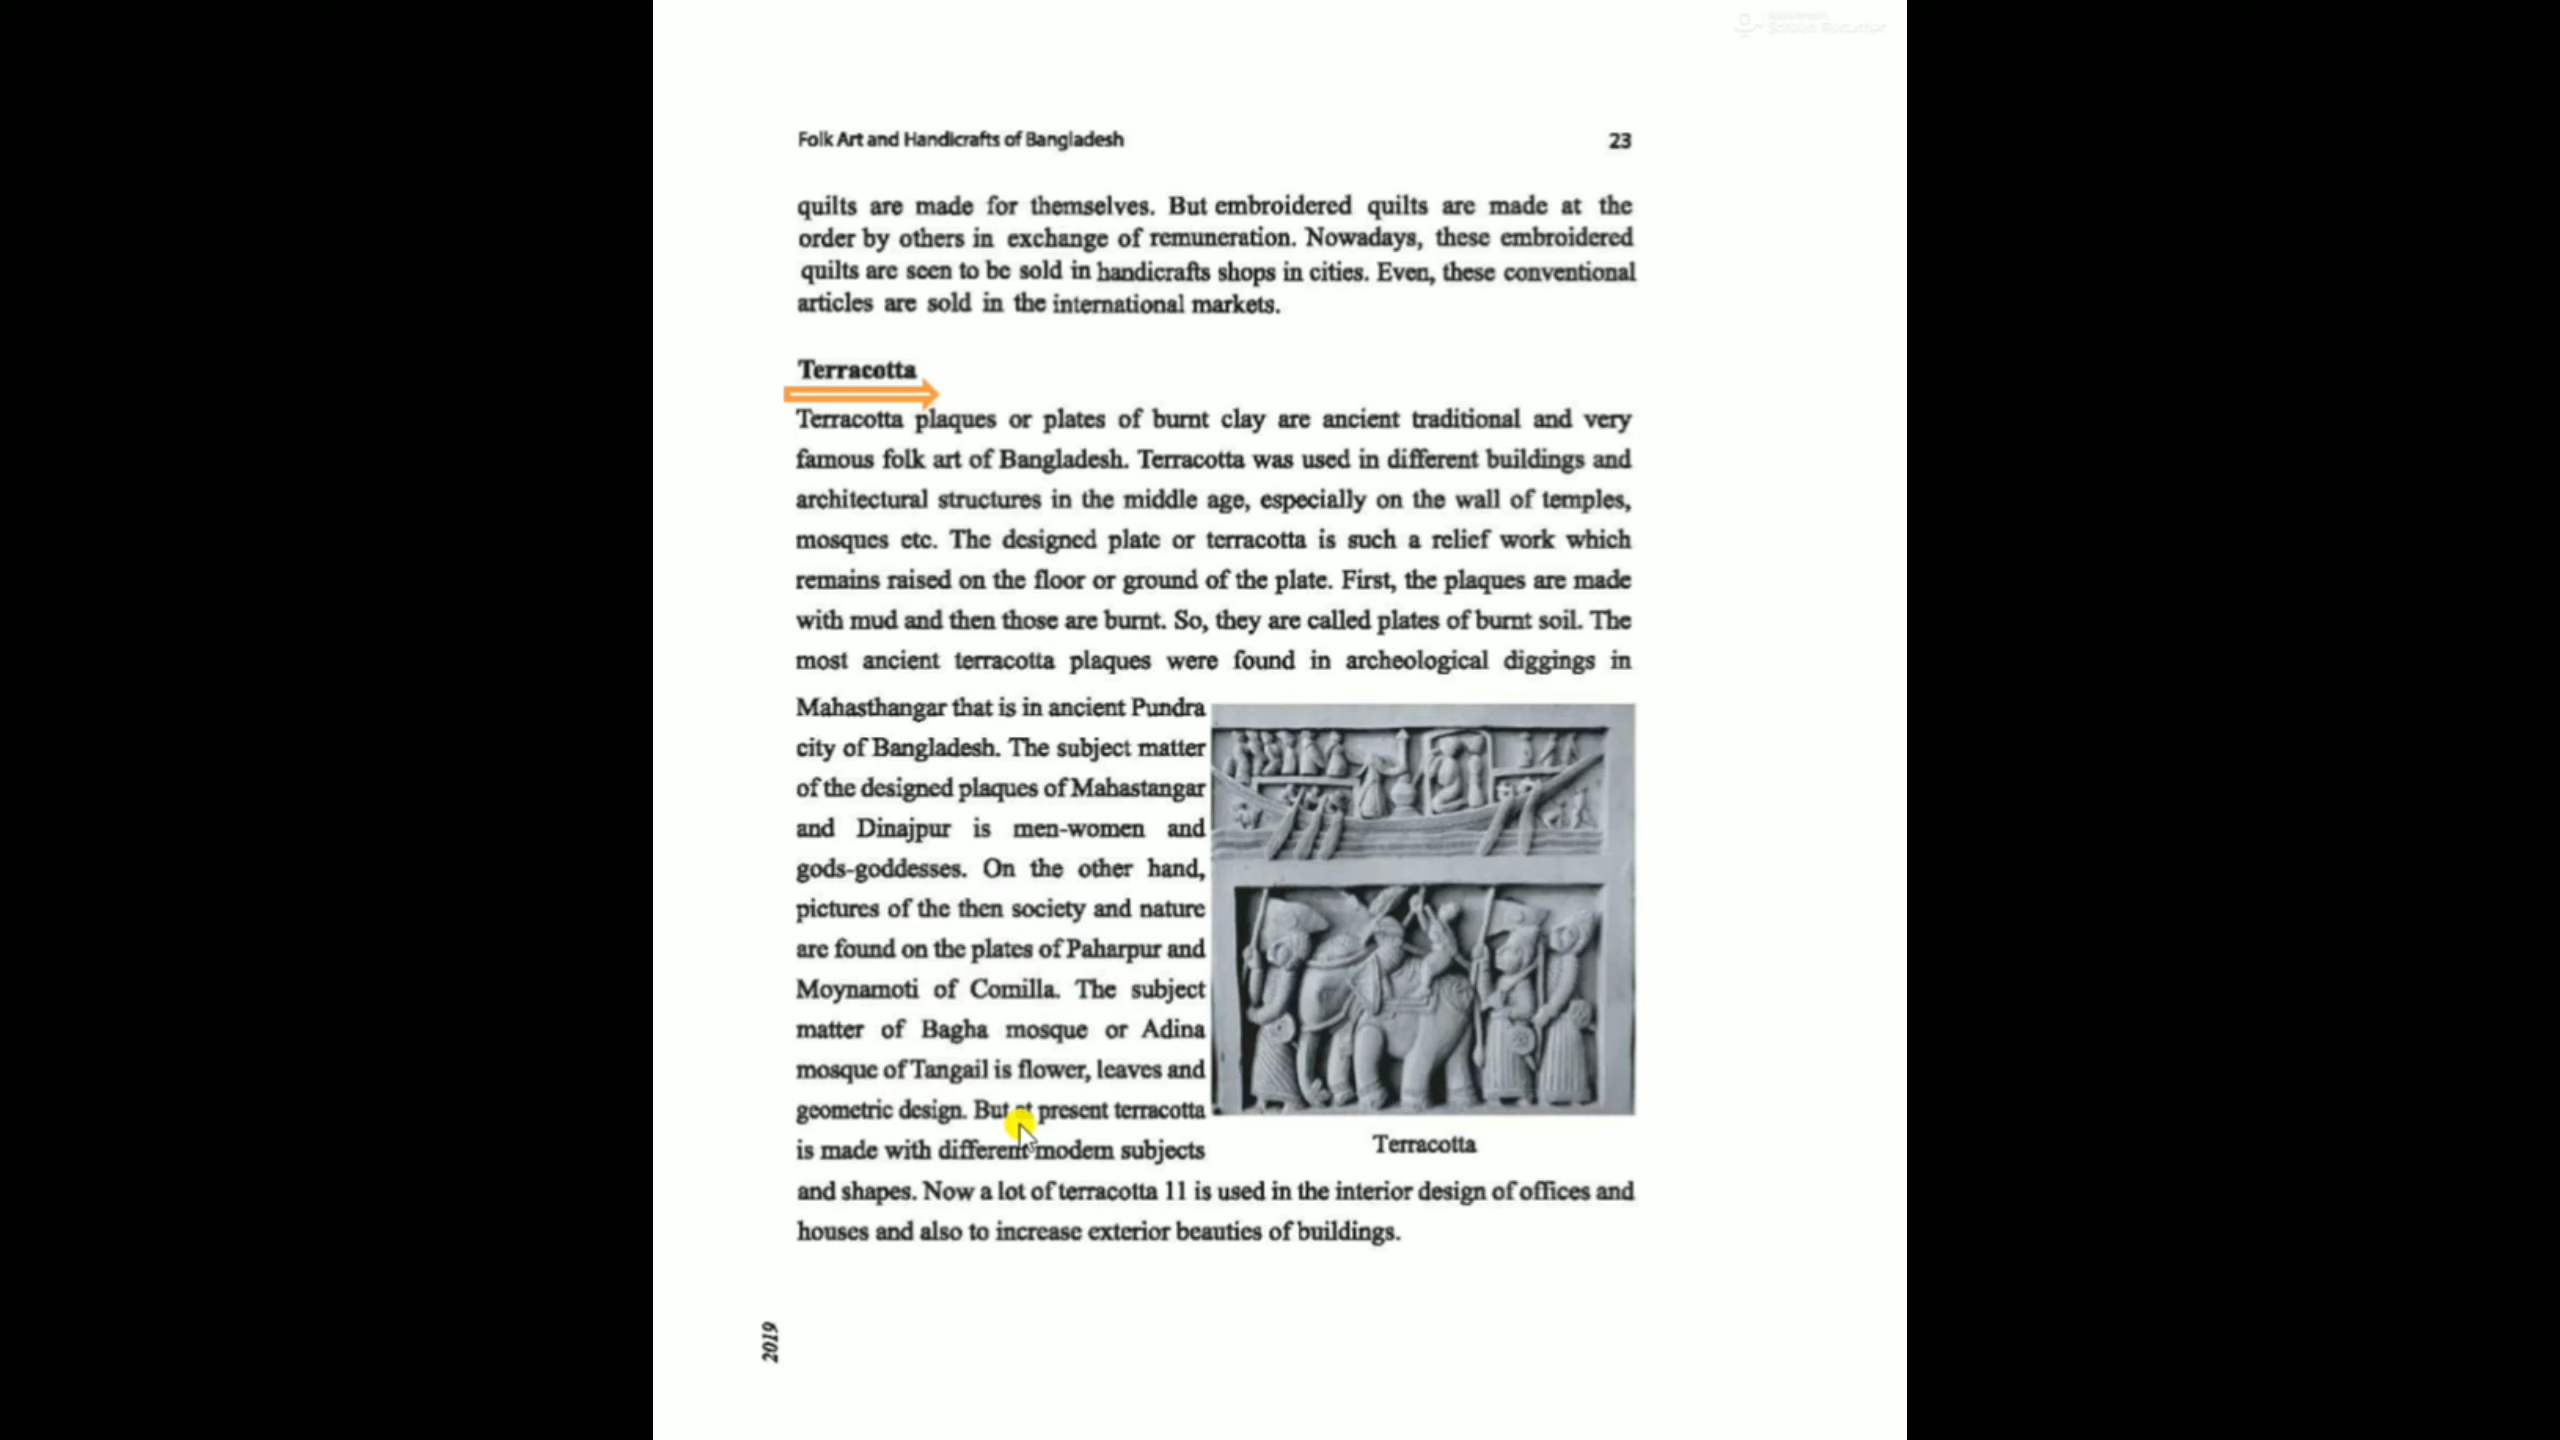 Screen Recorder
Folk Art and Handicrafts of Bangladesh 23
quilts are made for themselves. But embroidered quilts are made at the
order by others in exchange of remuneration. Nowadays, these embroidered
quilts are seen to be sold in handicrafts shops in cities. Even, these conventional
articles are sold in the international markets.
Terracotta
Terracotta plaques or plates of burnt clay are ancient traditional and very
famous folk art of Bangladesh. Terracotta was used in different buildings and
architectural structures in the middle age, especially on the wall of temples,
mosques etc. The designed plate or terracotta is such a relief work which
remains raised on the floor or ground of the plate. First, the plaques are made
with mud and then those are burnt. So, they are called plates of burnt soil. The
most ancient terracotta plaques were found in archeological diggings in
Mahasthangar that is in ancient Pundra
city of Bangladesh. The subject matter
of the designed plaques of Mahastangar
and Dinajpur is men-women and
gods-goddesses. On the other hand,
pictures of the then society and nature
are found on the plates of Paharpur and
Moynamoti of Comilla. The subject
matter of Bagha mosque or Adina
mosque of Tangail is flower, leaves and
geometric design. But at present terracotta
is made with different modem subjects
and shapes. Now a lot of terracotta 11 is used in the interior design of offices and
houses and also to increase exterior beauties of buildings.
Terracotta
2019